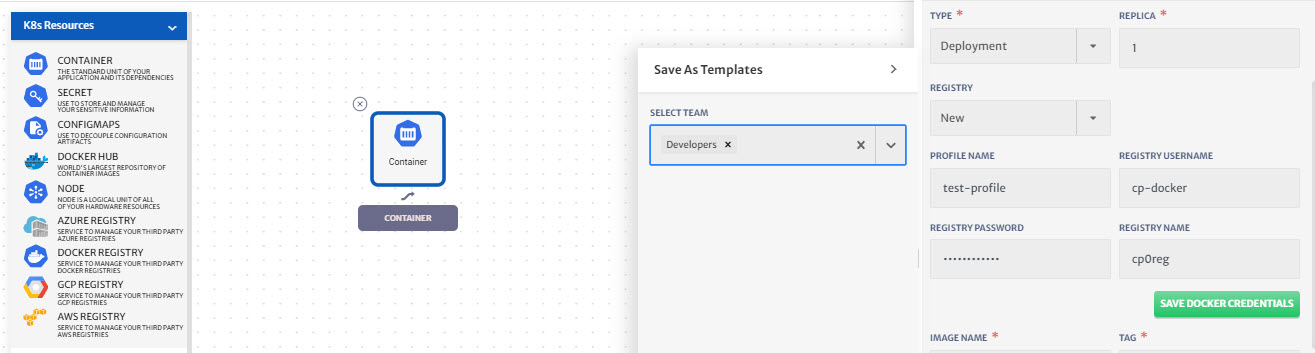 K8s Resources
CONTAINER
THE STANDARD UNIT OF YOUR
APPLICATION AND ITS DEPENDENCIES
SECRET
USE TO STORE AND MANAGE
YOUR SENSITIVE INFORMATION
CONFIGMAPS
USE TO DECOUPLE CONFIGURATION
ARTIFACTS
DOCKER HUB
WORLD'S LARGEST REPOSITORY OF
CONTAINER IMAGES
NODE
NODE IS A LOGICAL UNIT OF ALL
OF YOUR HARDWARE RESOURCES
AZURE REGISTRY
SERVICE TO MANAGE YOUR THIRD PARTY
AZURE REGISTRIES
DOCKER REGISTRY
SERVICE TO MANAGE YOUR THIRD PARTY
DOCKER REGISTRIES
GCP REGISTRY
SERVICE TO MANAGE YOUR THIRD PARTY
GCP REGISTRIES
AWS REGISTRY
SERVICE TO MANAGE YOUR THIRD PARTY
AWS REGISTRIES
Container
CONTAINER
Save As Templates
SELECT TEAM
Developers
TYPE * REPLICA *
Deployment 1
REGISTRY
New
PROFILE NAME REGISTRY USERNAME
test-profile cp-docker
REGISTRY PASSWORD REGISTRY NAME
•••••••••••• cp0reg
SAVE DOCKER CREDENTIALS
IMAGE NAME * TAG *